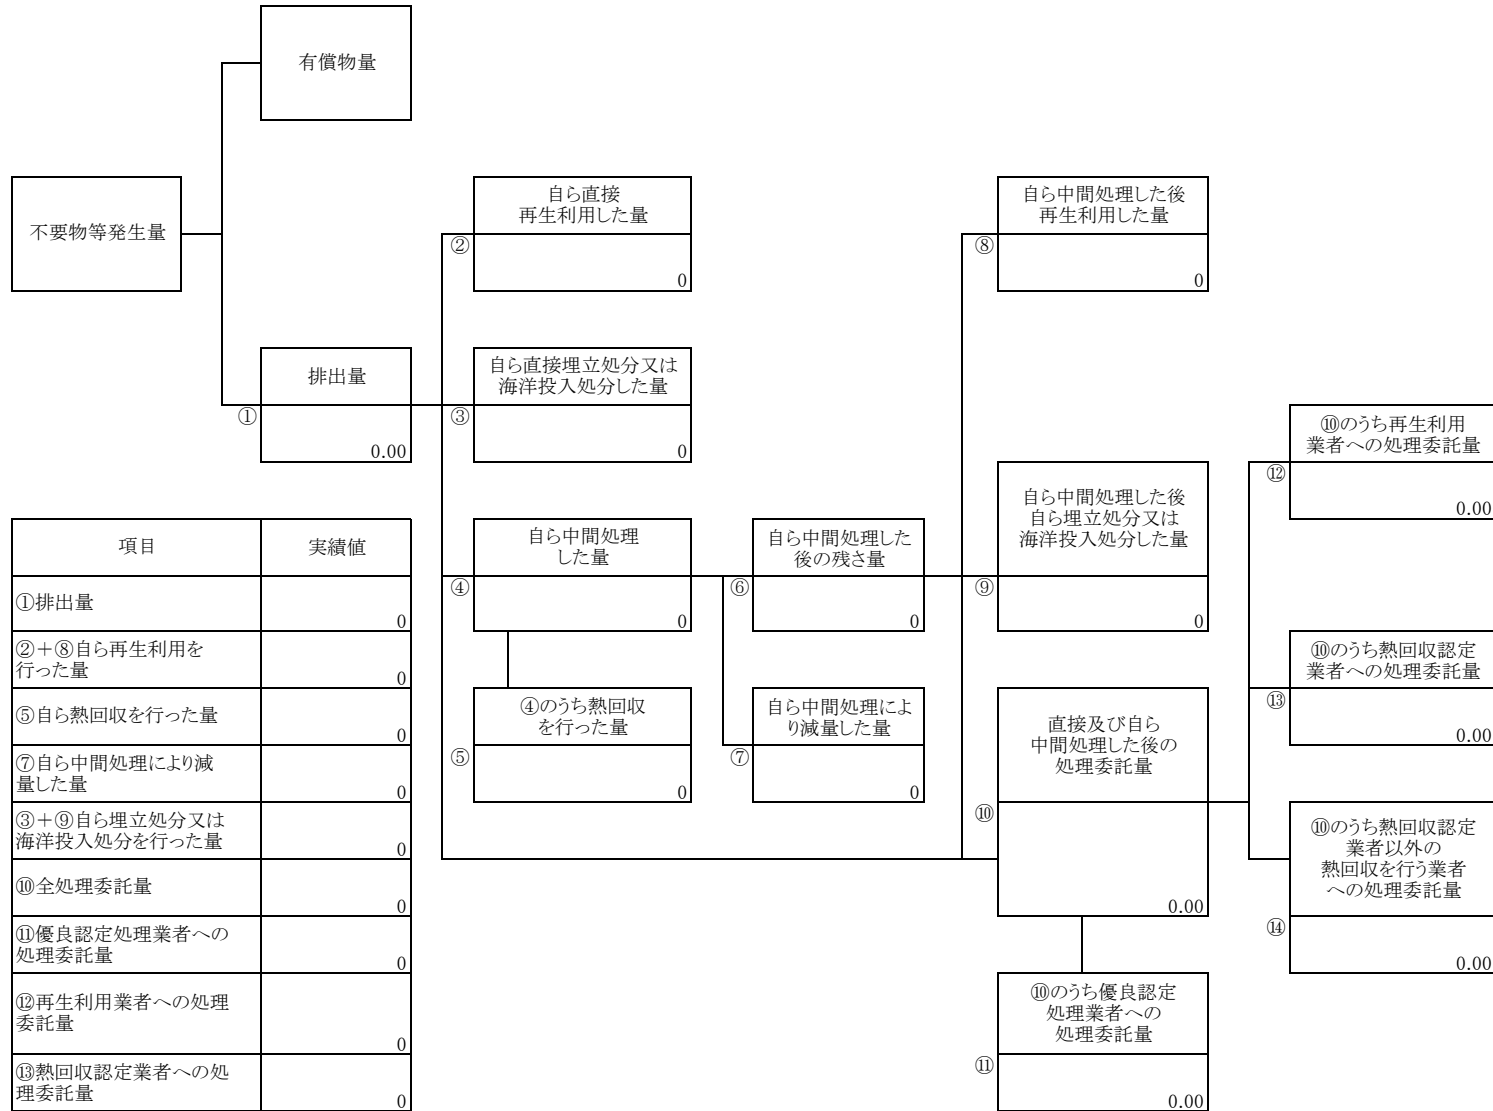 有償物量
不要物等発生量
自ら直接
再生利用した量
②
0
自ら中間処理した後
再生利用した量
⑧
0
排出量
①
0.00
自ら直接埋立処分又は
海洋投入処分した量
③
0
⑩のうち再生利用
業者への処理委託量
⑫
0.00
自ら中間処理
した量
④
0
自ら中間処理した
後の残さ量
⑥
0
自ら中間処理した後
自ら埋立処分又は
海洋投入処分した量
⑨
0
⑩のうち熱回収認定
業者への処理委託量
⑬
0.00
④のうち熱回収
を行った量
⑤
0
自ら中間処理によ
り減量した量
⑦
0
直接及び自ら
中間処理した後の
処理委託量
⑩
0.00
⑩のうち熱回収認定
業者以外の
熱回収を行う業者
への処理委託量
⑭
0.00
⑩のうち優良認定
処理業者への
処理委託量
⑪
0.00
項目 実績値
①排出量
0
②＋⑧自ら再生利用を
行った量
0
⑤自ら熱回収を行った量
0
⑦自ら中間処理により減
量した量
0
③＋⑨自ら埋立処分又は
海洋投入処分を行った量
0
⑩全処理委託量
0
⑪優良認定処理業者への
処理委託量
0
⑫再生利用業者への処理
委託量
0
⑬熱回収認定業者への処
理委託量
0